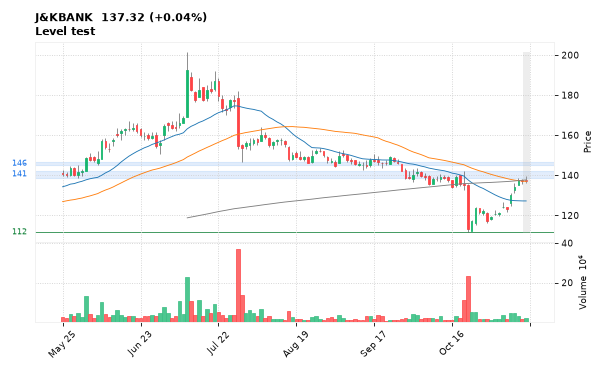 J&KBANK  137.32 (+0.04%)
Level test
200
180
160
140
120
Price
146
141
112
40
20
Volume 10⁴
May 25
Jun 23
Jul 22
Aug 19
Sep 17
Oct 16